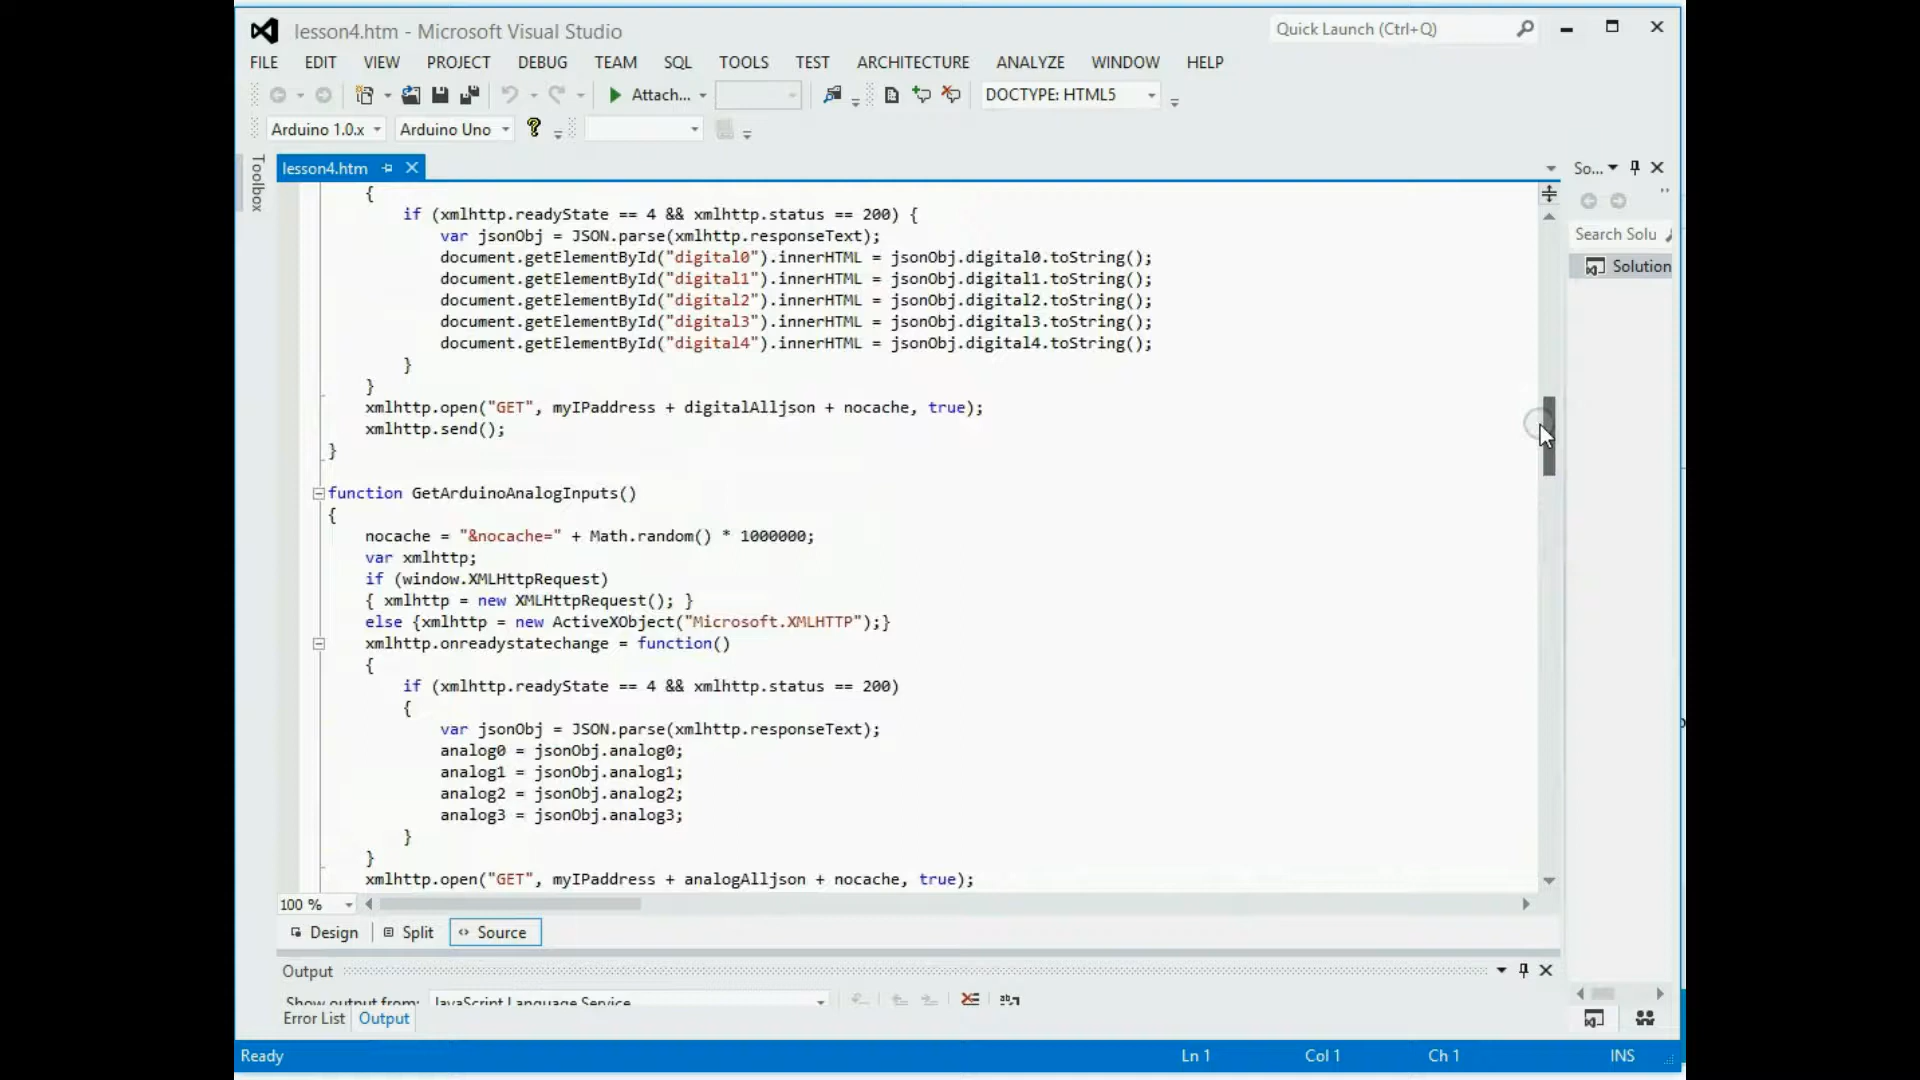 lesson4.htm - Microsoft Visual Studio
Quick Launch (Ctrl+Q)
FILE EDIT VIEW PROJECT DEBUG TEAM SQL TOOLS TEST ARCHITECTURE ANALYZE WINDOW HELP
Attach...
DOCTYPE: HTML5
Arduino 1.0.x
Arduino Uno
Toolbox
lesson4.htm
So...
Search Solu
Solution
{
if (xmlhttp.readyState == 4 && xmlhttp.status == 200) {
var jsonObj = JSON.parse(xmlhttp.responseText);
document.getElementById("digital0").innerHTML = jsonObj.digital0.toString();
document.getElementById("digital1").innerHTML = jsonObj.digital1.toString();
document.getElementById("digital2").innerHTML = jsonObj.digital2.toString();
document.getElementById("digital3").innerHTML = jsonObj.digital3.toString();
document.getElementById("digital4").innerHTML = jsonObj.digital4.toString();
}
}
xmlhttp.open("GET", myIPaddress + digitalAlljson + nocache, true);
xmlhttp.send();
}
function GetArduinoAnalogInputs()
{
nocache = "&nocache=" + Math.random() * 1000000;
var xmlhttp;
if (window.XMLHttpRequest)
{ xmlhttp = new XMLHttpRequest(); }
else {xmlhttp = new ActiveXObject("Microsoft.XMLHTTP");}
xmlhttp.onreadystatechange = function()
{
if (xmlhttp.readyState == 4 && xmlhttp.status == 200)
{
var jsonObj = JSON.parse(xmlhttp.responseText);
analog0 = jsonObj.analog0;
analog1 = jsonObj.analog1;
analog2 = jsonObj.analog2;
analog3 = jsonObj.analog3;
}
}
xmlhttp.open("GET", myIPaddress + analogAlljson + nocache, true);
100 %
Design Split Source
Output
Show output from: JavaScript Language Service
Error List Output
Ready
Ln 1 Col 1 Ch 1 INS